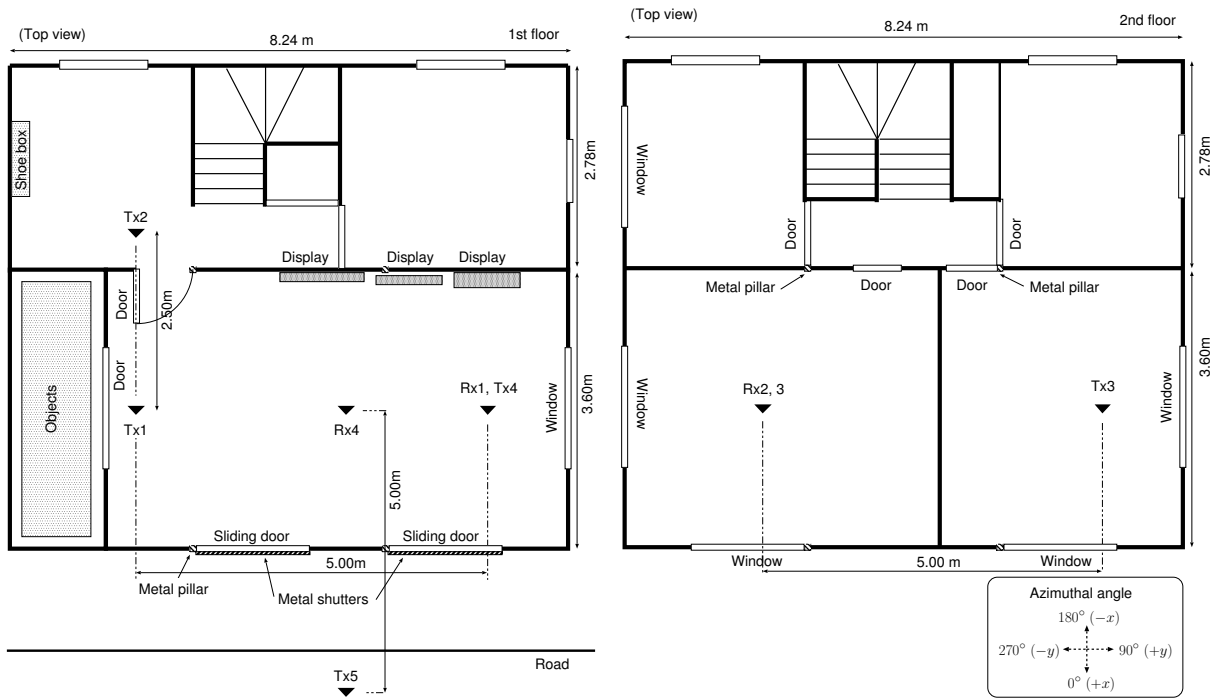 (Top view)
8.24 m
1st floor
Shoe box
2.78m
Tx2
Display
Display
Display
Door
2.50m
Door
Objects
Window
3.60m
Tx1
Rx4
Rx1, Tx4
5.00m
Sliding door
Sliding door
5.00m
Metal pillar
Metal shutters
Road
Tx5
(Top view)
8.24 m
2nd floor
Window
2.78m
Door
Door
Metal pillar
Door
Door
Metal pillar
Window
3.60m
Rx2, 3
Tx3
Window
Window
5.00 m
Window
Azimuthal angle
180° (−x)
270° (−y)
90° (+y)
0° (+x)